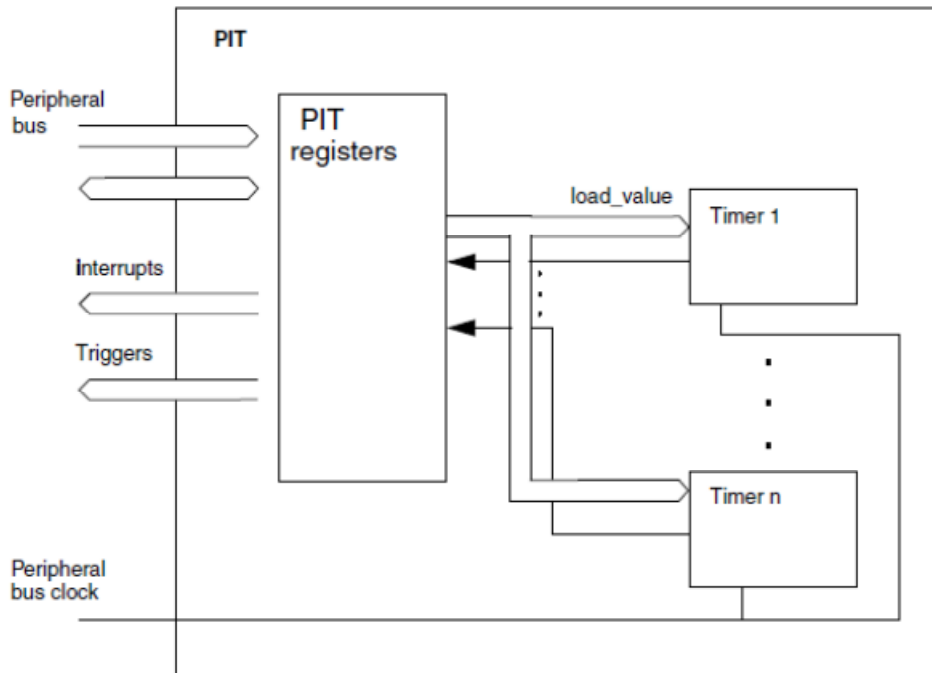 PIT
Peripheral
bus
PIT
registers
load_value
Timer 1
Interrupts
Triggers
Timer n
Peripheral
bus clock